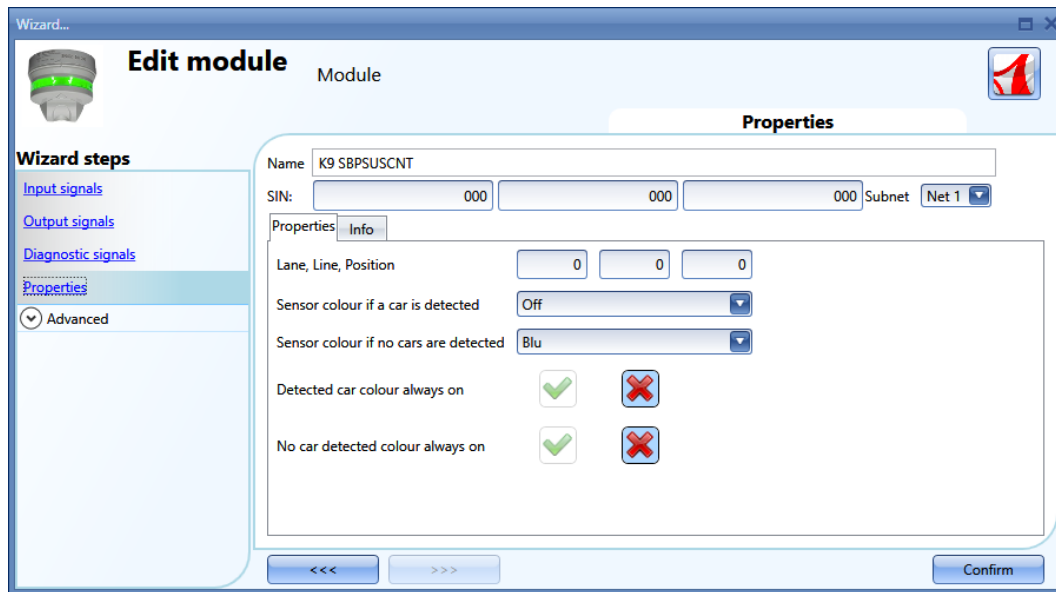 Wizard...
Edit module
Module
Properties
Wizard steps
Input signals
Output signals
Diagnostic signals
Properties
Advanced
Name K9 SBPSUSCNT
SIN: 000 000 000 Subnet Net 1
Properties Info
Lane, Line, Position 0 0 0
Sensor colour if a car is detected Off
Sensor colour if no cars are detected Blu
Detected car colour always on
No car detected colour always on
<<< >>> Confirm